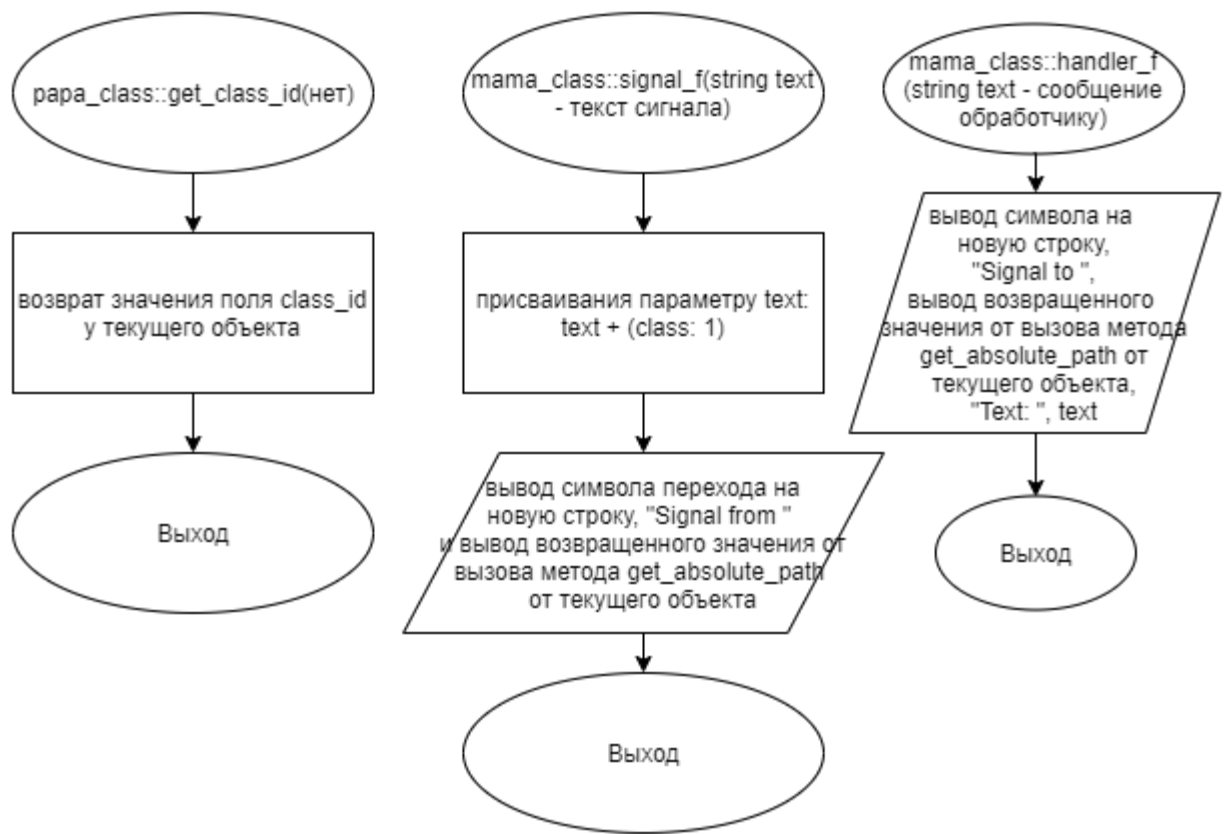 papa_class::get_class_id(нет)
возврат значения поля class_id
у текущего объекта
Выход
mama_class::signal_f(string text
- текст сигнала)
присваивания параметру text:
text + (class: 1)
вывод символа перехода на
новую строку, "Signal from "
и вывод возвращенного значения от
вызова метода get_absolute_path
от текущего объекта
Выход
mama_class::handler_f
(string text - сообщение
обработчику)
вывод символа на
новую строку,
"Signal to ",
вывод возвращенного
значения от вызова метода
get_absolute_path от
текущего объекта,
"Text: ", text
Выход